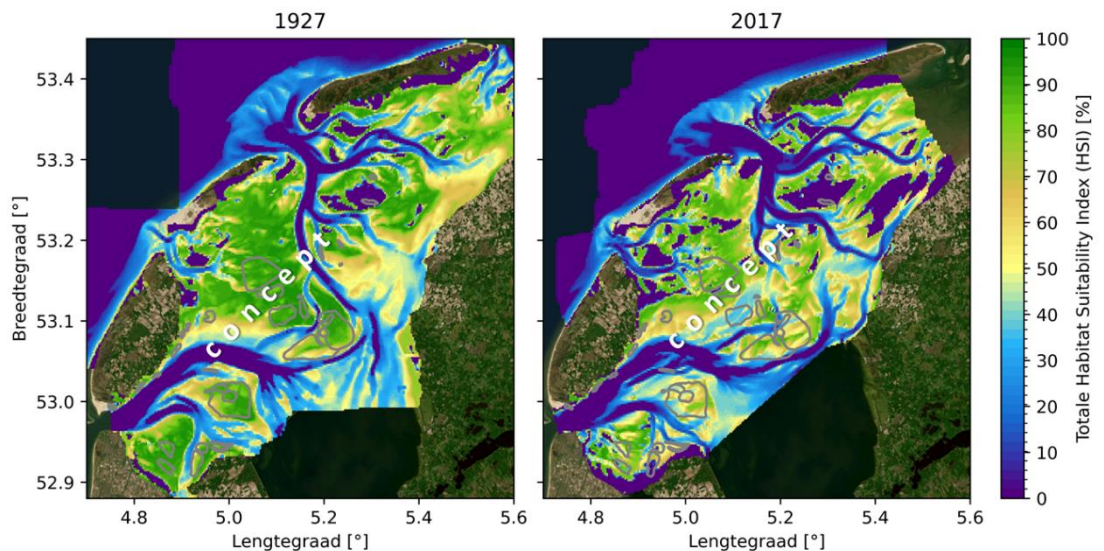 1927
2017
53.4
53.3
53.2
53.1
53.0
52.9
Breedtegraad [°]
4.8 5.0 5.2 5.4 5.6
Lengtegraad [°]
concept
4.8 5.0 5.2 5.4 5.6
Lengtegraad [°]
concept
100
90
80
70
60
50
40
30
20
10
0
Totale Habitat Suitability Index (HSI) [%]